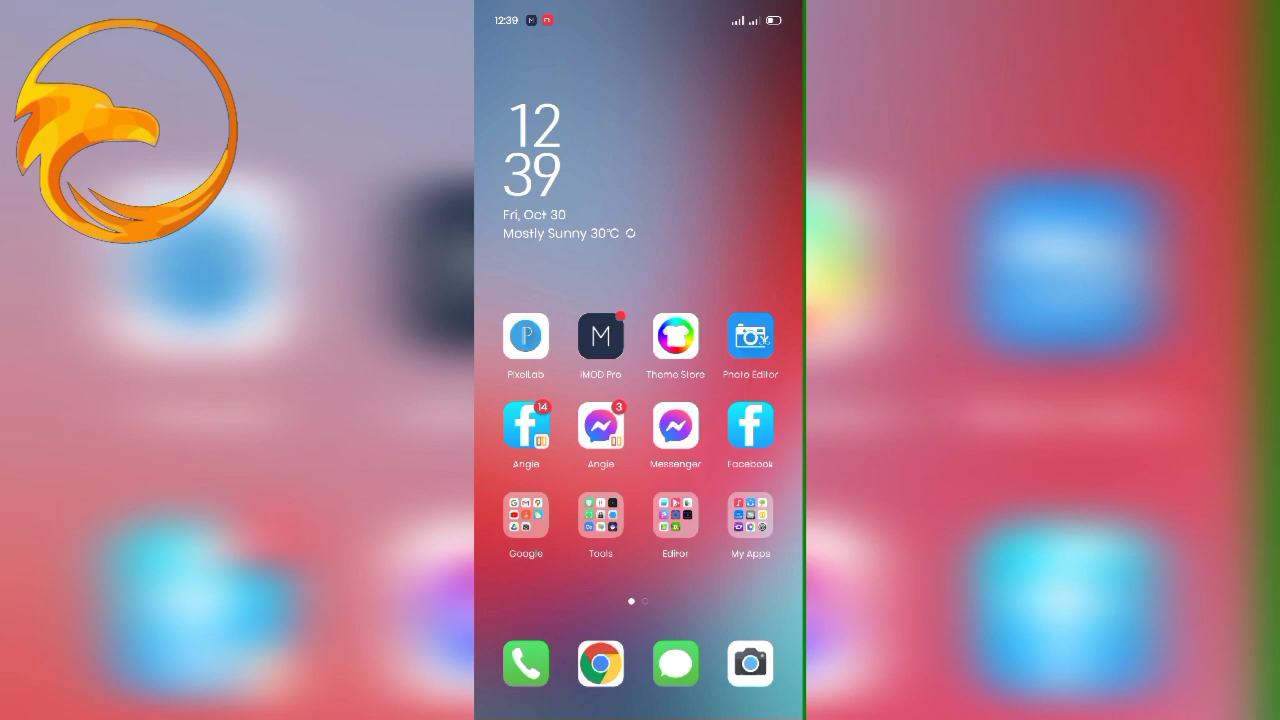 12:39
12
39
Fri, Oct 30
Mostly Sunny 30°C
PixelLab
iMOD Pro
Theme Store
Photo Editor
14
3
Angie
Angie
Messenger
Facebook
Google
Tools
Editor
My Apps